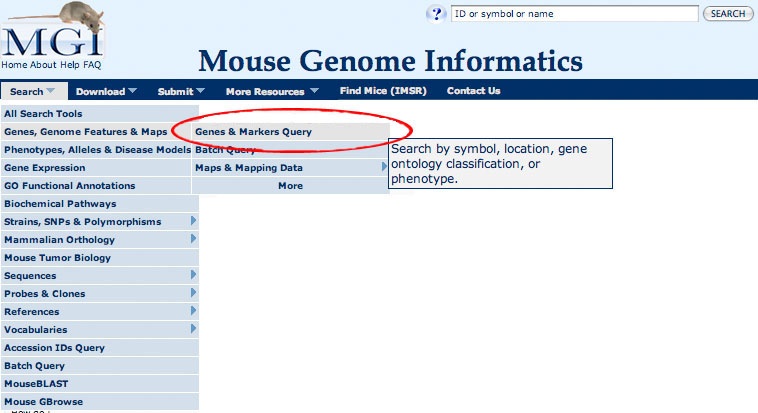 MGI
Home About Help FAQ
? ID or symbol or name SEARCH
Mouse Genome Informatics
Search Download Submit More Resources Find Mice (IMSR) Contact Us
All Search Tools
Genes, Genome Features & Maps
Phenotypes, Alleles & Disease Models
Gene Expression
GO Functional Annotations
Biochemical Pathways
Strains, SNPs & Polymorphisms
Mammalian Orthology
Mouse Tumor Biology
Sequences
Probes & Clones
References
Vocabularies
Accession IDs Query
Batch Query
MouseBLAST
Mouse GBrowse
Genes & Markers Query
Batch Query
Maps & Mapping Data
More
Search by symbol, location, gene
ontology classification, or
phenotype.